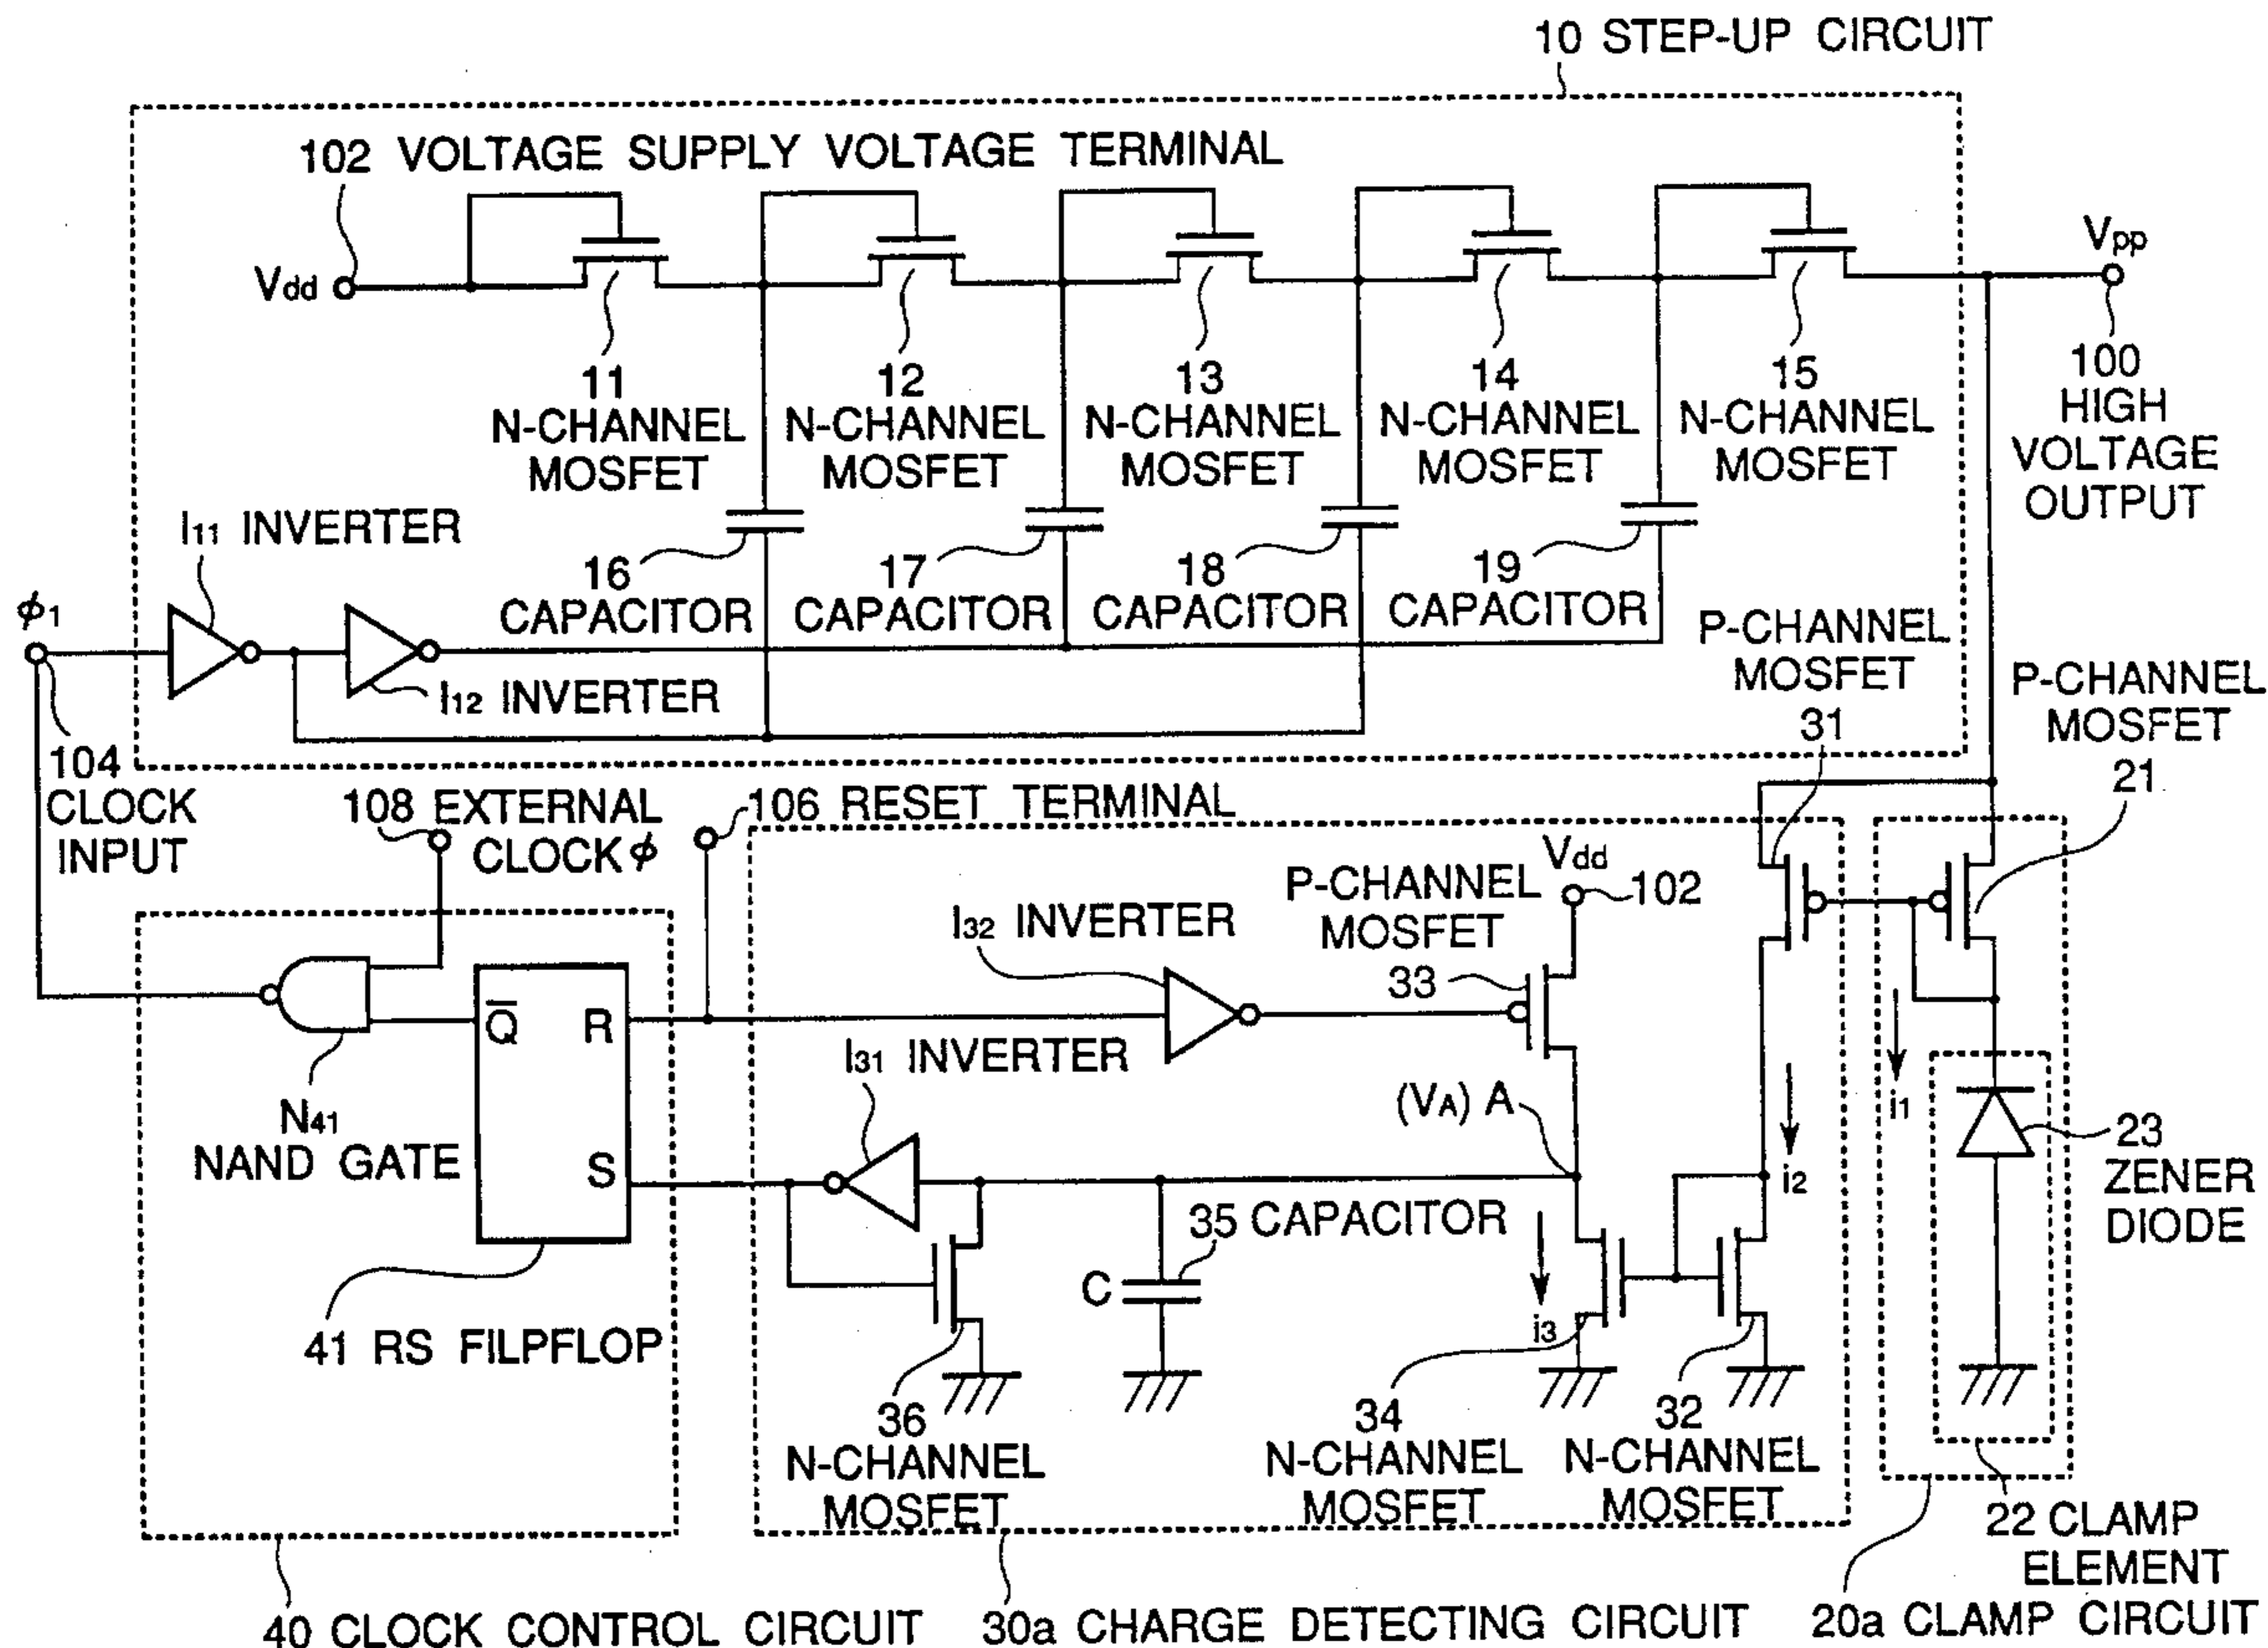 10 STEP-UP CIRCUIT
102 VOLTAGE SUPPLY VOLTAGE TERMINAL
Vdd
Vpp
11
N-CHANNEL
MOSFET
12
N-CHANNEL
MOSFET
13
N-CHANNEL
MOSFET
14
N-CHANNEL
MOSFET
15
N-CHANNEL
MOSFET
100
HIGH
VOLTAGE
OUTPUT
I11 INVERTER
16
CAPACITOR
17
CAPACITOR
18
CAPACITOR
19
CAPACITOR
ϕ1
I12 INVERTER
P-CHANNEL
MOSFET
31
P-CHANNEL
MOSFET
21
104
CLOCK
INPUT
108 EXTERNAL
CLOCK ϕ
106 RESET TERMINAL
Vdd
102
P-CHANNEL
MOSFET
33
I32 INVERTER
Q̅ R
S
I31 INVERTER
(VA) A
i1
i2
i3
N41
NAND GATE
23
ZENER
DIODE
35 CAPACITOR
C
41 RS FILPFLOP
36
N-CHANNEL
MOSFET
34
N-CHANNEL
MOSFET
32
N-CHANNEL
MOSFET
22 CLAMP
ELEMENT
40 CLOCK CONTROL CIRCUIT
30a CHARGE DETECTING CIRCUIT
20a CLAMP CIRCUIT